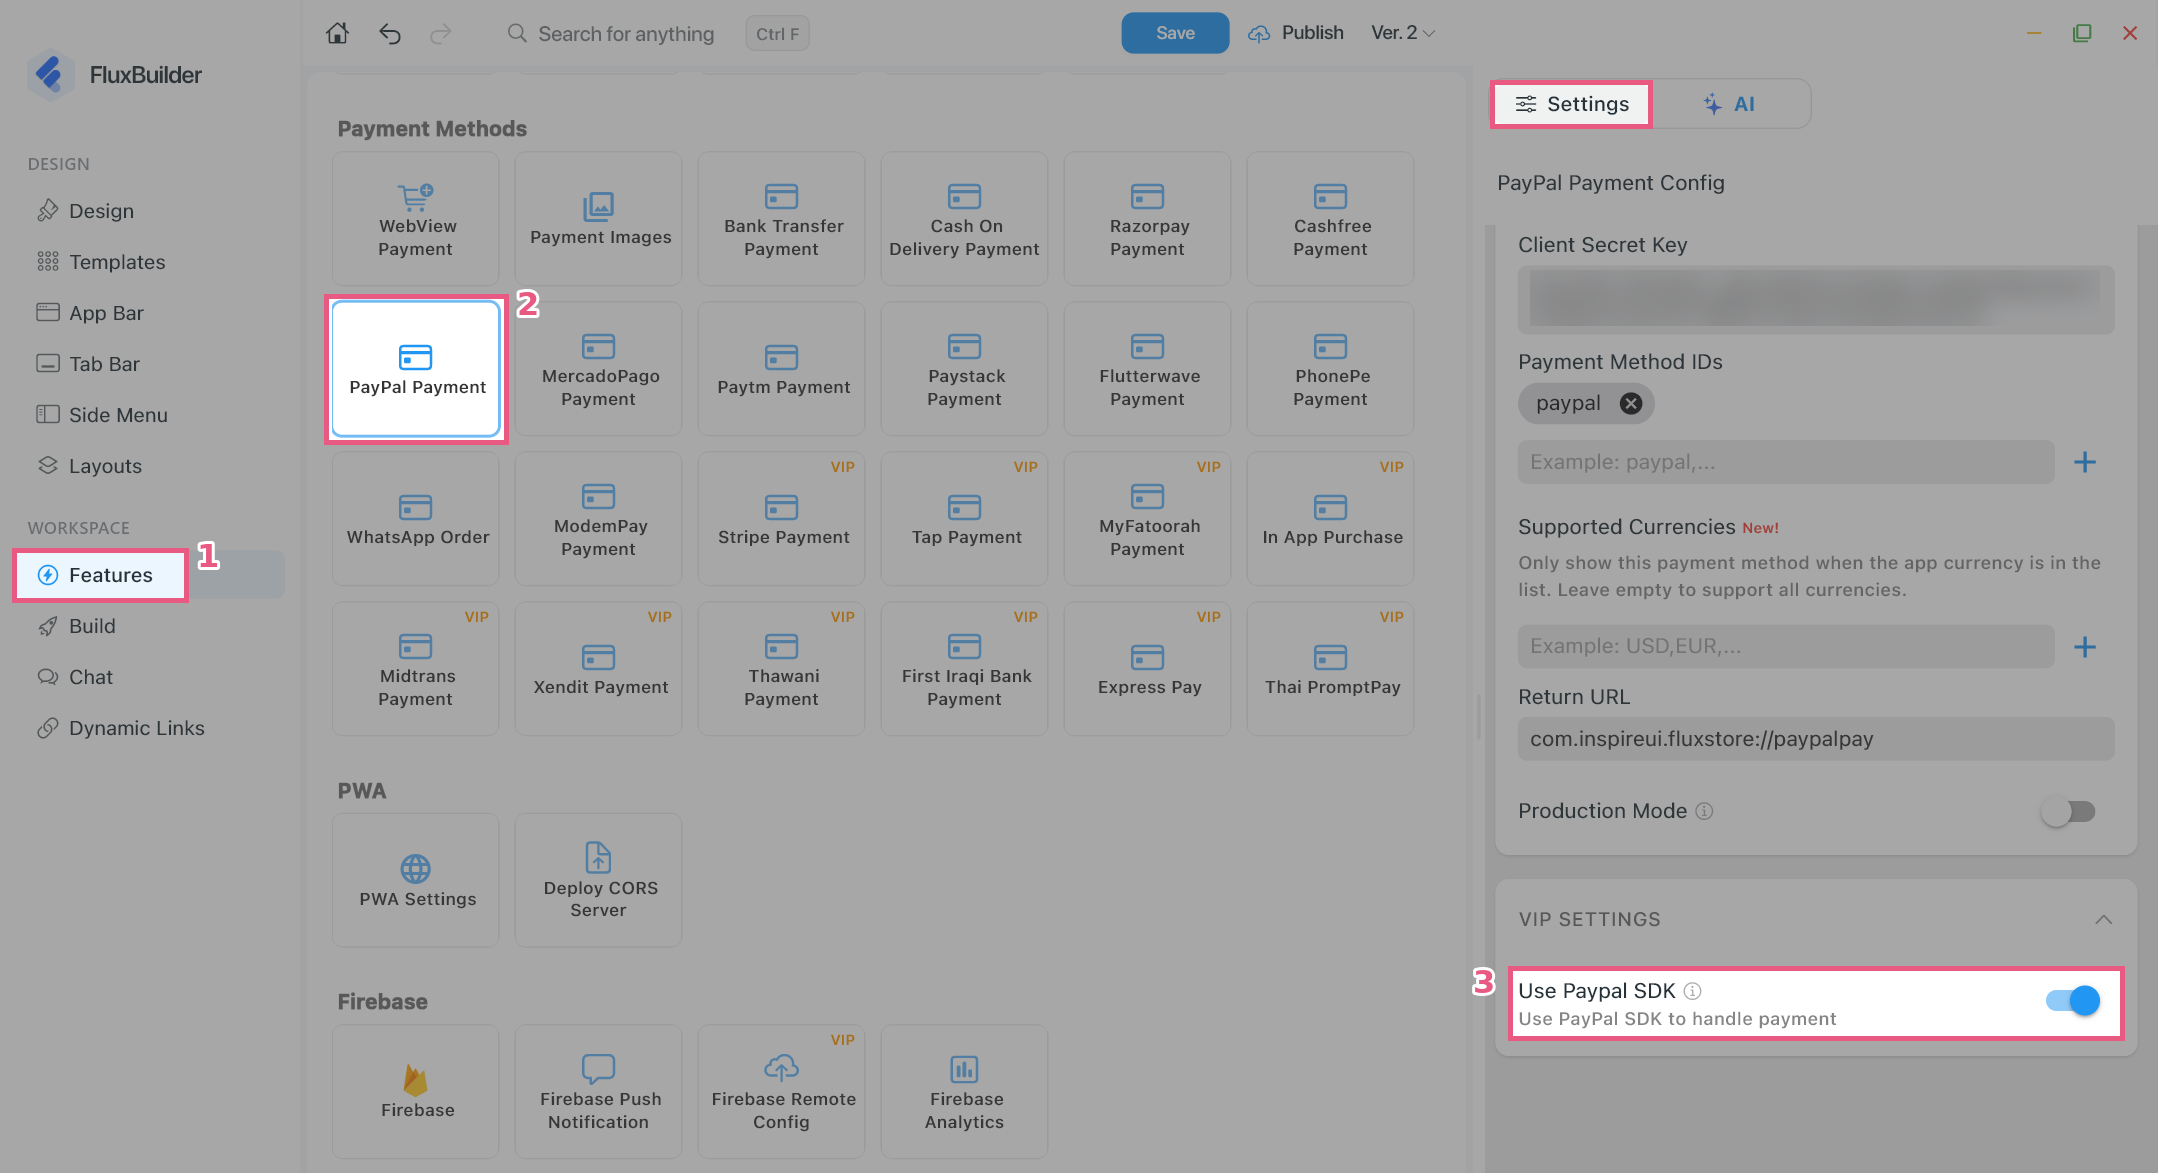 FluxBuilder
Search for anything
Ctrl F
Save
Publish
Ver. 2
DESIGN
Design
Templates
App Bar
Tab Bar
Side Menu
Layouts
WORKSPACE
Features
1
Build
Chat
Dynamic Links
Payment Methods
WebView
Payment
Payment Images
Bank Transfer
Payment
Cash On
Delivery Payment
Razorpay
Payment
Cashfree
Payment
PayPal Payment
2
MercadoPago
Payment
Paytm Payment
Paystack
Payment
Flutterwave
Payment
PhonePe
Payment
WhatsApp Order
ModemPay
Payment
VIP
Stripe Payment
VIP
Tap Payment
VIP
MyFatoorah
Payment
VIP
In App Purchase
VIP
Midtrans
Payment
VIP
Xendit Payment
VIP
Thawani
Payment
VIP
First Iraqi Bank
Payment
VIP
Express Pay
VIP
Thai PromptPay
PWA
PWA Settings
Deploy CORS
Server
Firebase
Firebase
Firebase Push
Notification
VIP
Firebase Remote
Config
Firebase
Analytics
Settings
AI
PayPal Payment Config
Client Secret Key
Payment Method IDs
paypal
Example: paypal,...
Supported Currencies New!
Only show this payment method when the app currency is in the
list. Leave empty to support all currencies.
Example: USD,EUR,...
Return URL
com.inspireui.fluxstore://paypalpay
Production Mode
VIP SETTINGS
3
Use Paypal SDK
Use PayPal SDK to handle payment